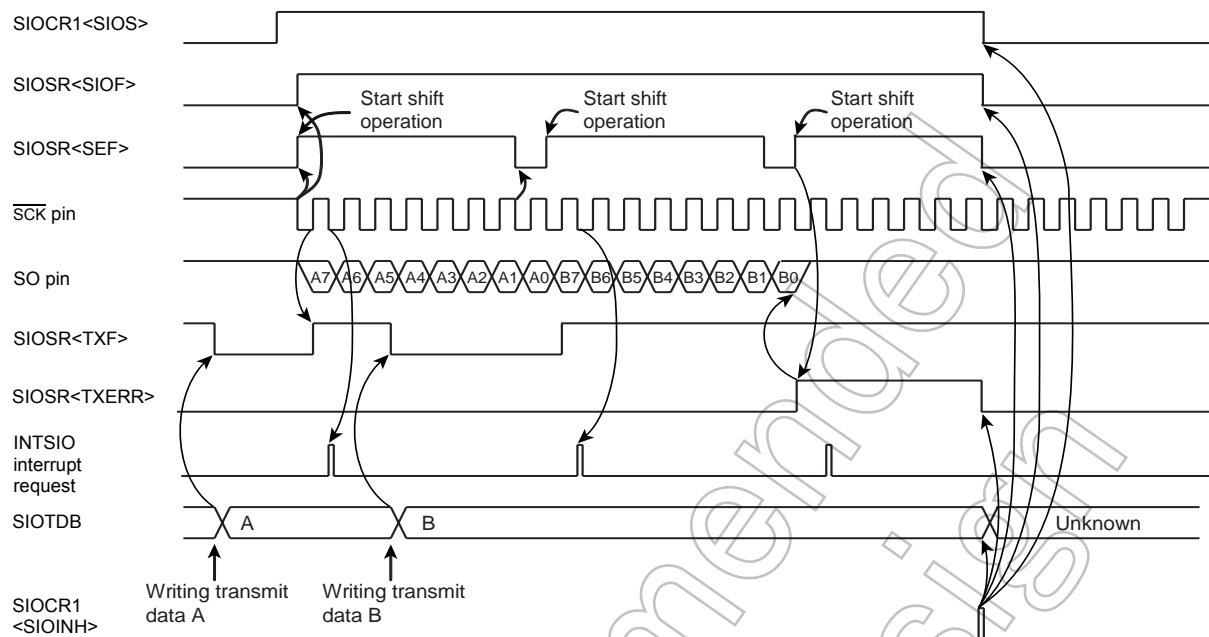 SIOCR1<SIOS>
SIOSR<SIOF>
Start shift
operation
Start shift
operation
Start shift
operation
SIOSR<SEF>
SCK pin
SO pin
A7 A6 A5 A4 A3 A2 A1 A0 B7 B6 B5 B4 B3 B2 B1 B0
SIOSR<TXF>
SIOSR<TXERR>
INTSIO
interrupt
request
SIOTDB
A
B
Unknown
Writing transmit
data A
Writing transmit
data B
SIOCR1
<SIOINH>
mended
sign